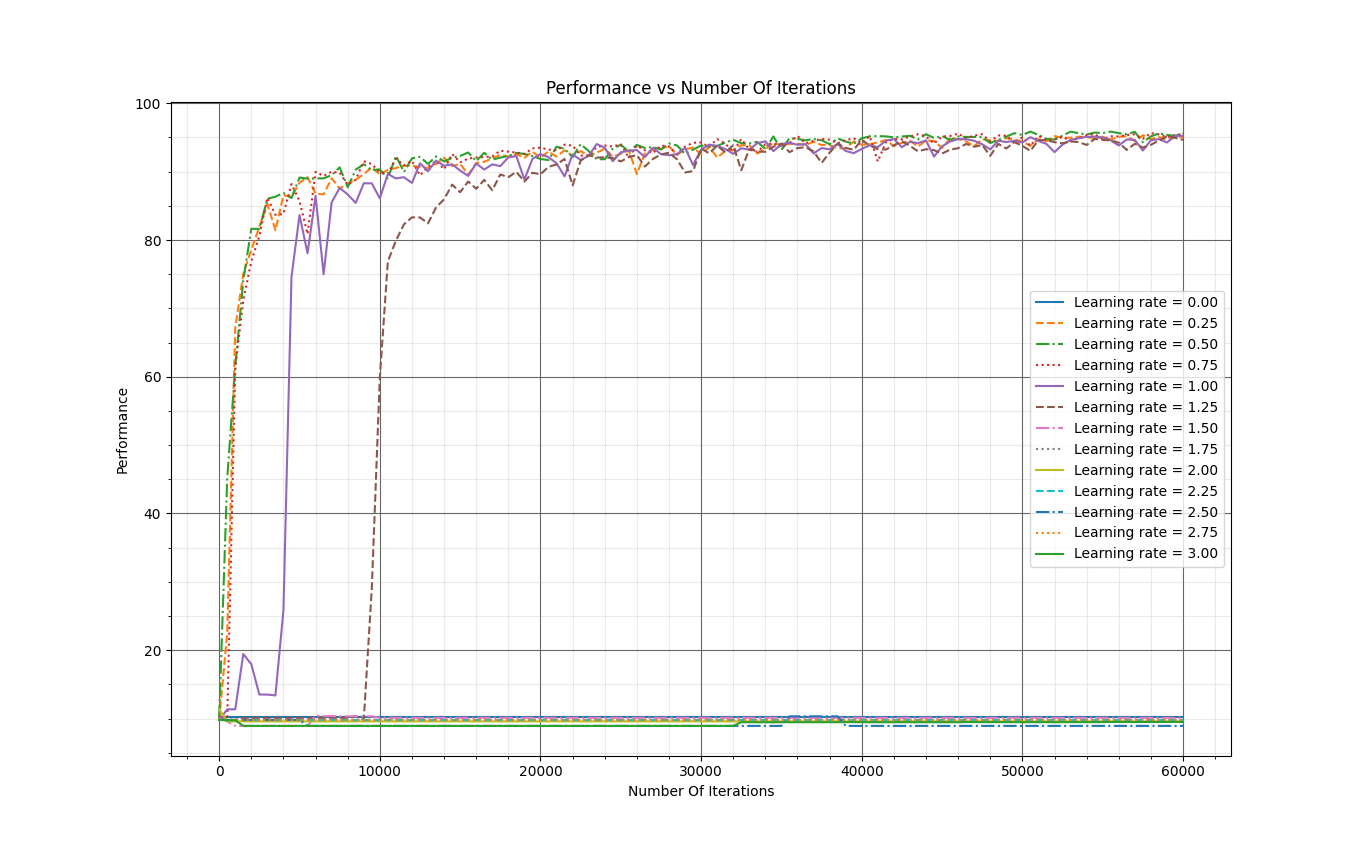 Performance vs Number Of Iterations
100
80
60
40
20
Performance
0
10000
20000
30000
40000
50000
60000
Number Of Iterations
Learning rate = 0.00
Learning rate = 0.25
Learning rate = 0.50
Learning rate = 0.75
Learning rate = 1.00
Learning rate = 1.25
Learning rate = 1.50
Learning rate = 1.75
Learning rate = 2.00
Learning rate = 2.25
Learning rate = 2.50
Learning rate = 2.75
Learning rate = 3.00